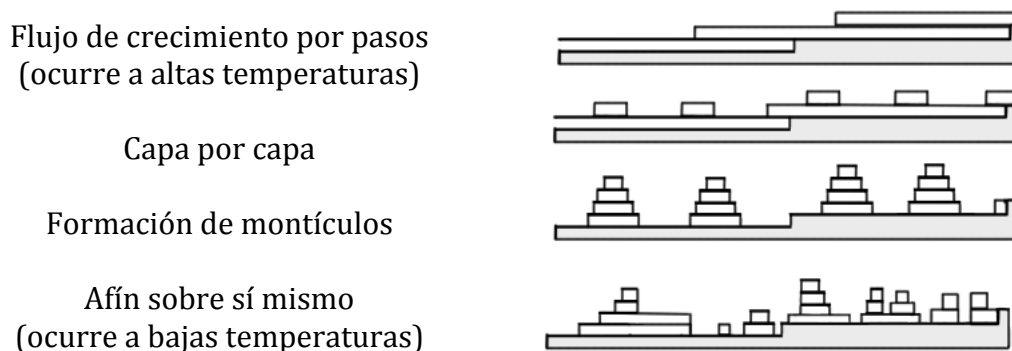 Flujo de crecimiento por pasos
(ocurre a altas temperaturas)
Capa por capa
Formación de montículos
Afín sobre sí mismo
(ocurre a bajas temperaturas)